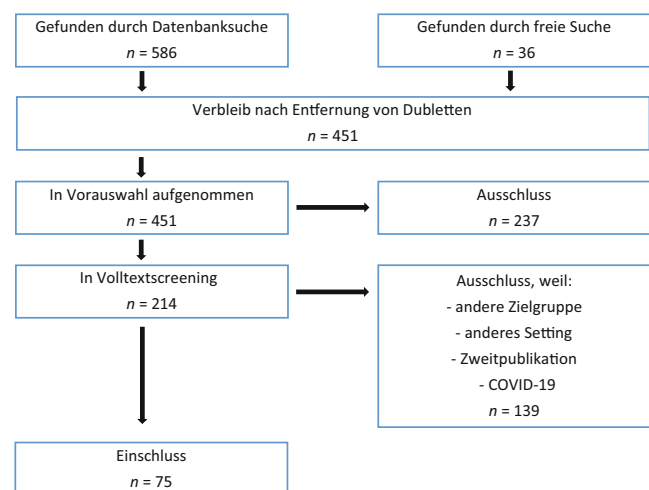 Gefunden durch Datenbanksuche
n = 586
Gefunden durch freie Suche
n = 36
Verbleib nach Entfernung von Dubletten
n = 451
In Vorauswahl aufgenommen
n = 451
Ausschluss
n = 237
In Volltextscreening
n = 214
Ausschluss, weil:
- andere Zielgruppe
- anderes Setting
- Zweitpublikation
- COVID-19
n = 139
Einschluss
n = 75